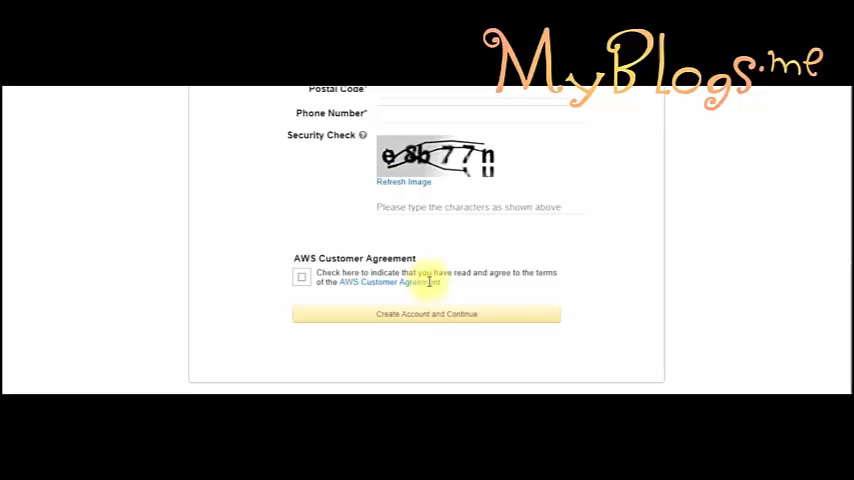 MyBlogs.me
Postal Code*
Phone Number*
Security Check
e8b77n
Refresh Image
Please type the characters as shown above
AWS Customer Agreement
Check here to indicate that you have read and agree to the terms
of the AWS Customer Agreement
Create Account and Continue